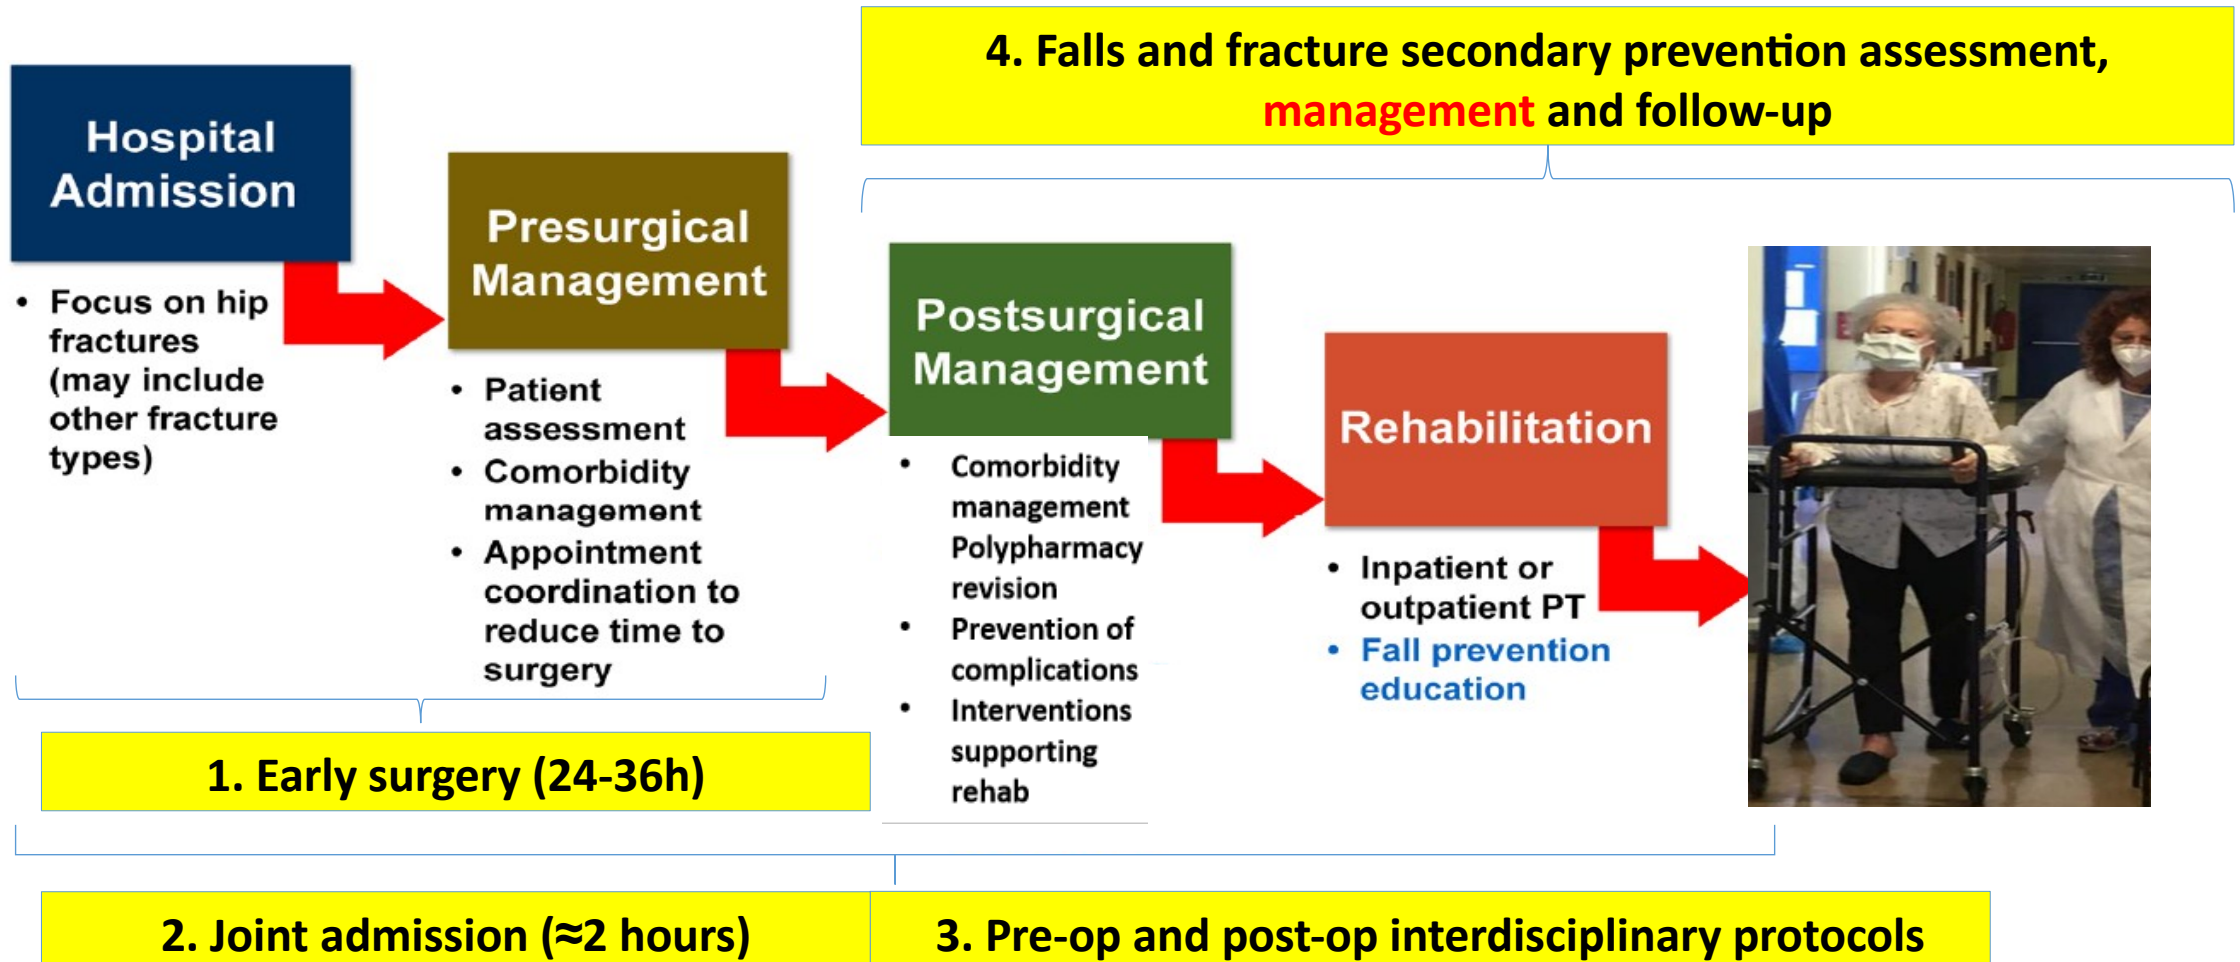 4. Falls and fracture secondary prevention assessment,
management and follow-up
Hospital
Admission
• Focus on hip
fractures
(may include
other fracture
types)
Presurgical
Management
• Patient
assessment
• Comorbidity
management
• Appointment
coordination to
reduce time to
surgery
Postsurgical
Management
• Comorbidity
management
Polypharmacy
revision
• Prevention of
complications
• Interventions
supporting
rehab
Rehabilitation
• Inpatient or
outpatient PT
• Fall prevention
education
1. Early surgery (24-36h)
2. Joint admission (≈2 hours)
3. Pre-op and post-op interdisciplinary protocols